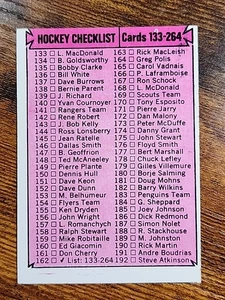 HOCKEY CHECKLIST Cards 133-264
133 □ L. MacDonald
134 □ B. Goldsworthy
135 □ Bobby Clarke
136 □ Bill White
137 □ Dave Burrows
138 □ Bernie Parent
139 □ J. Richard
140 □ Yvan Cournoyer
141 □ Rangers Team
142 □ Rene Robert
143 □ J. Bob Kelly
144 □ Ross Lonsberry
145 □ Jean Ratelle
146 □ Dallas Smith
147 □ B. Geoffrion
148 □ Ted McAneeley
149 □ Pierre Plante
150 □ Dennis Hull
151 □ Dave Keon
152 □ Dave Dunn
153 □ M. Belhumeur
154 □ Flyers Team
155 □ Ken Dryden
156 □ John Wright
157 □ L. Romanchych
158 □ Ralph Stewart
159 □ Mike Robitaille
160 □ Ed Giacomin
161 □ Don Cherry
162 □ ✓ List: 133-264
163 □ Rick MacLeish
164 □ Greg Polis
165 □ Carol Vadnais
166 □ P. Laframboise
167 □ Ron Schock
168 □ L. McDonald
169 □ Scouts Team
170 □ Tony Esposito
171 □ Pierre Jarry
172 □ Dan Maloney
173 □ Peter McDuffe
174 □ Danny Grant
175 □ John Stewart
176 □ Floyd Smith
177 □ Bert Marshall
178 □ Chuck Lefley
179 □ Gilles Villemure
180 □ Borje Salming
181 □ Doug Mohns
182 □ Barry Wilkins
183 □ Penguins Team
184 □ G. Sheppard
185 □ Joey Johnson
186 □ Dick Redmond
187 □ Simon Nolet
188 □ R. Stackhouse
189 □ M. Johnston
190 □ Rick Martin
191 □ Andre Boudrias
192 □ Steve Atkinson